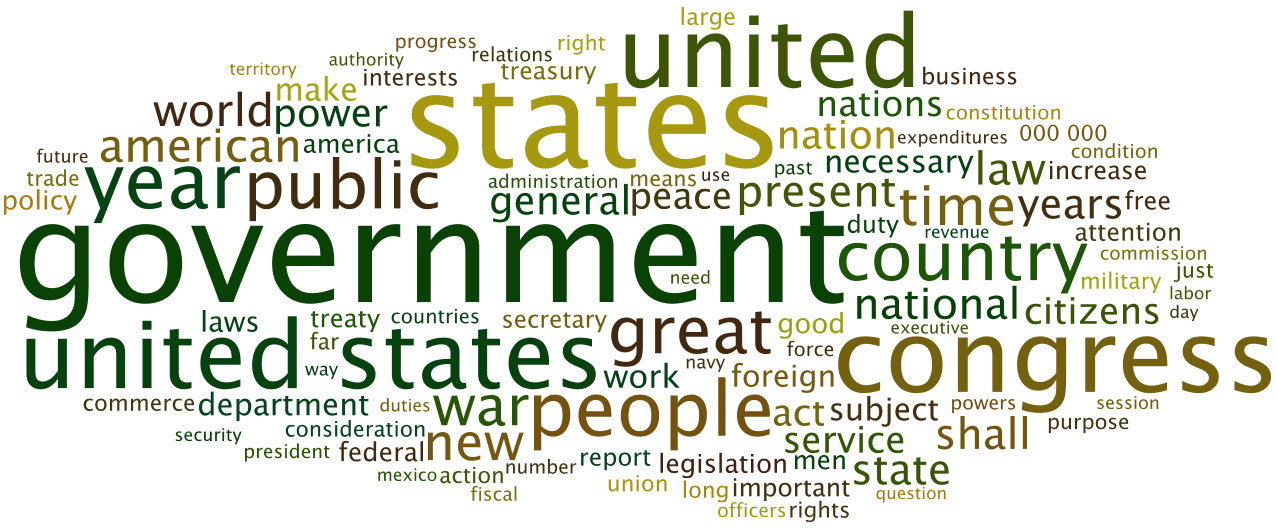 large
progress
relations
right
united
authority
territory
interests
treasury
business
make
states
world
power
nations
constitution
american
america
nation
expenditures
000 000
condition
future
trade
year
public
administration
means
use
past
necessary
law
increase
policy
general
peace
present
time
years
free
government
duty
revenue
attention
need
country
commission
military
just
labor
day
national
citizens
laws
treaty
countries
secretary
great
good
executive
united states
far
way
force
navy
congress
work
foreign
commerce
department
duties
war
people
act
subject
powers
session
purpose
security
consideration
president
federal
new
service
shall
mexico
action
number
report
legislation
men
state
fiscal
union
long
important
question
officers
rights